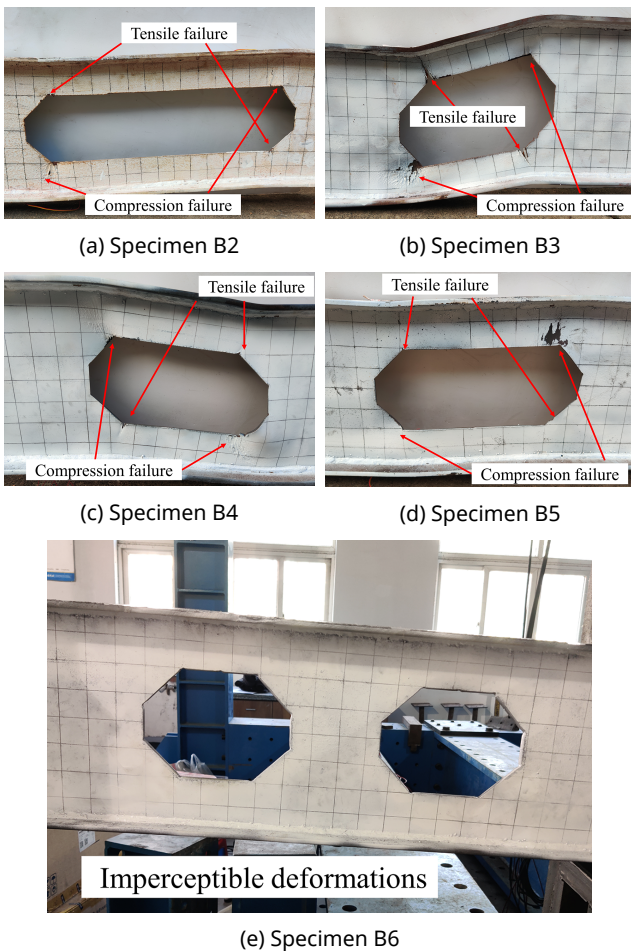 Tensile failure
Compression failure
(a) Specimen B2
Tensile failure
Compression failure
(b) Specimen B3
Tensile failure
Compression failure
(c) Specimen B4
Tensile failure
Compression failure
(d) Specimen B5
Imperceptible deformations
(e) Specimen B6